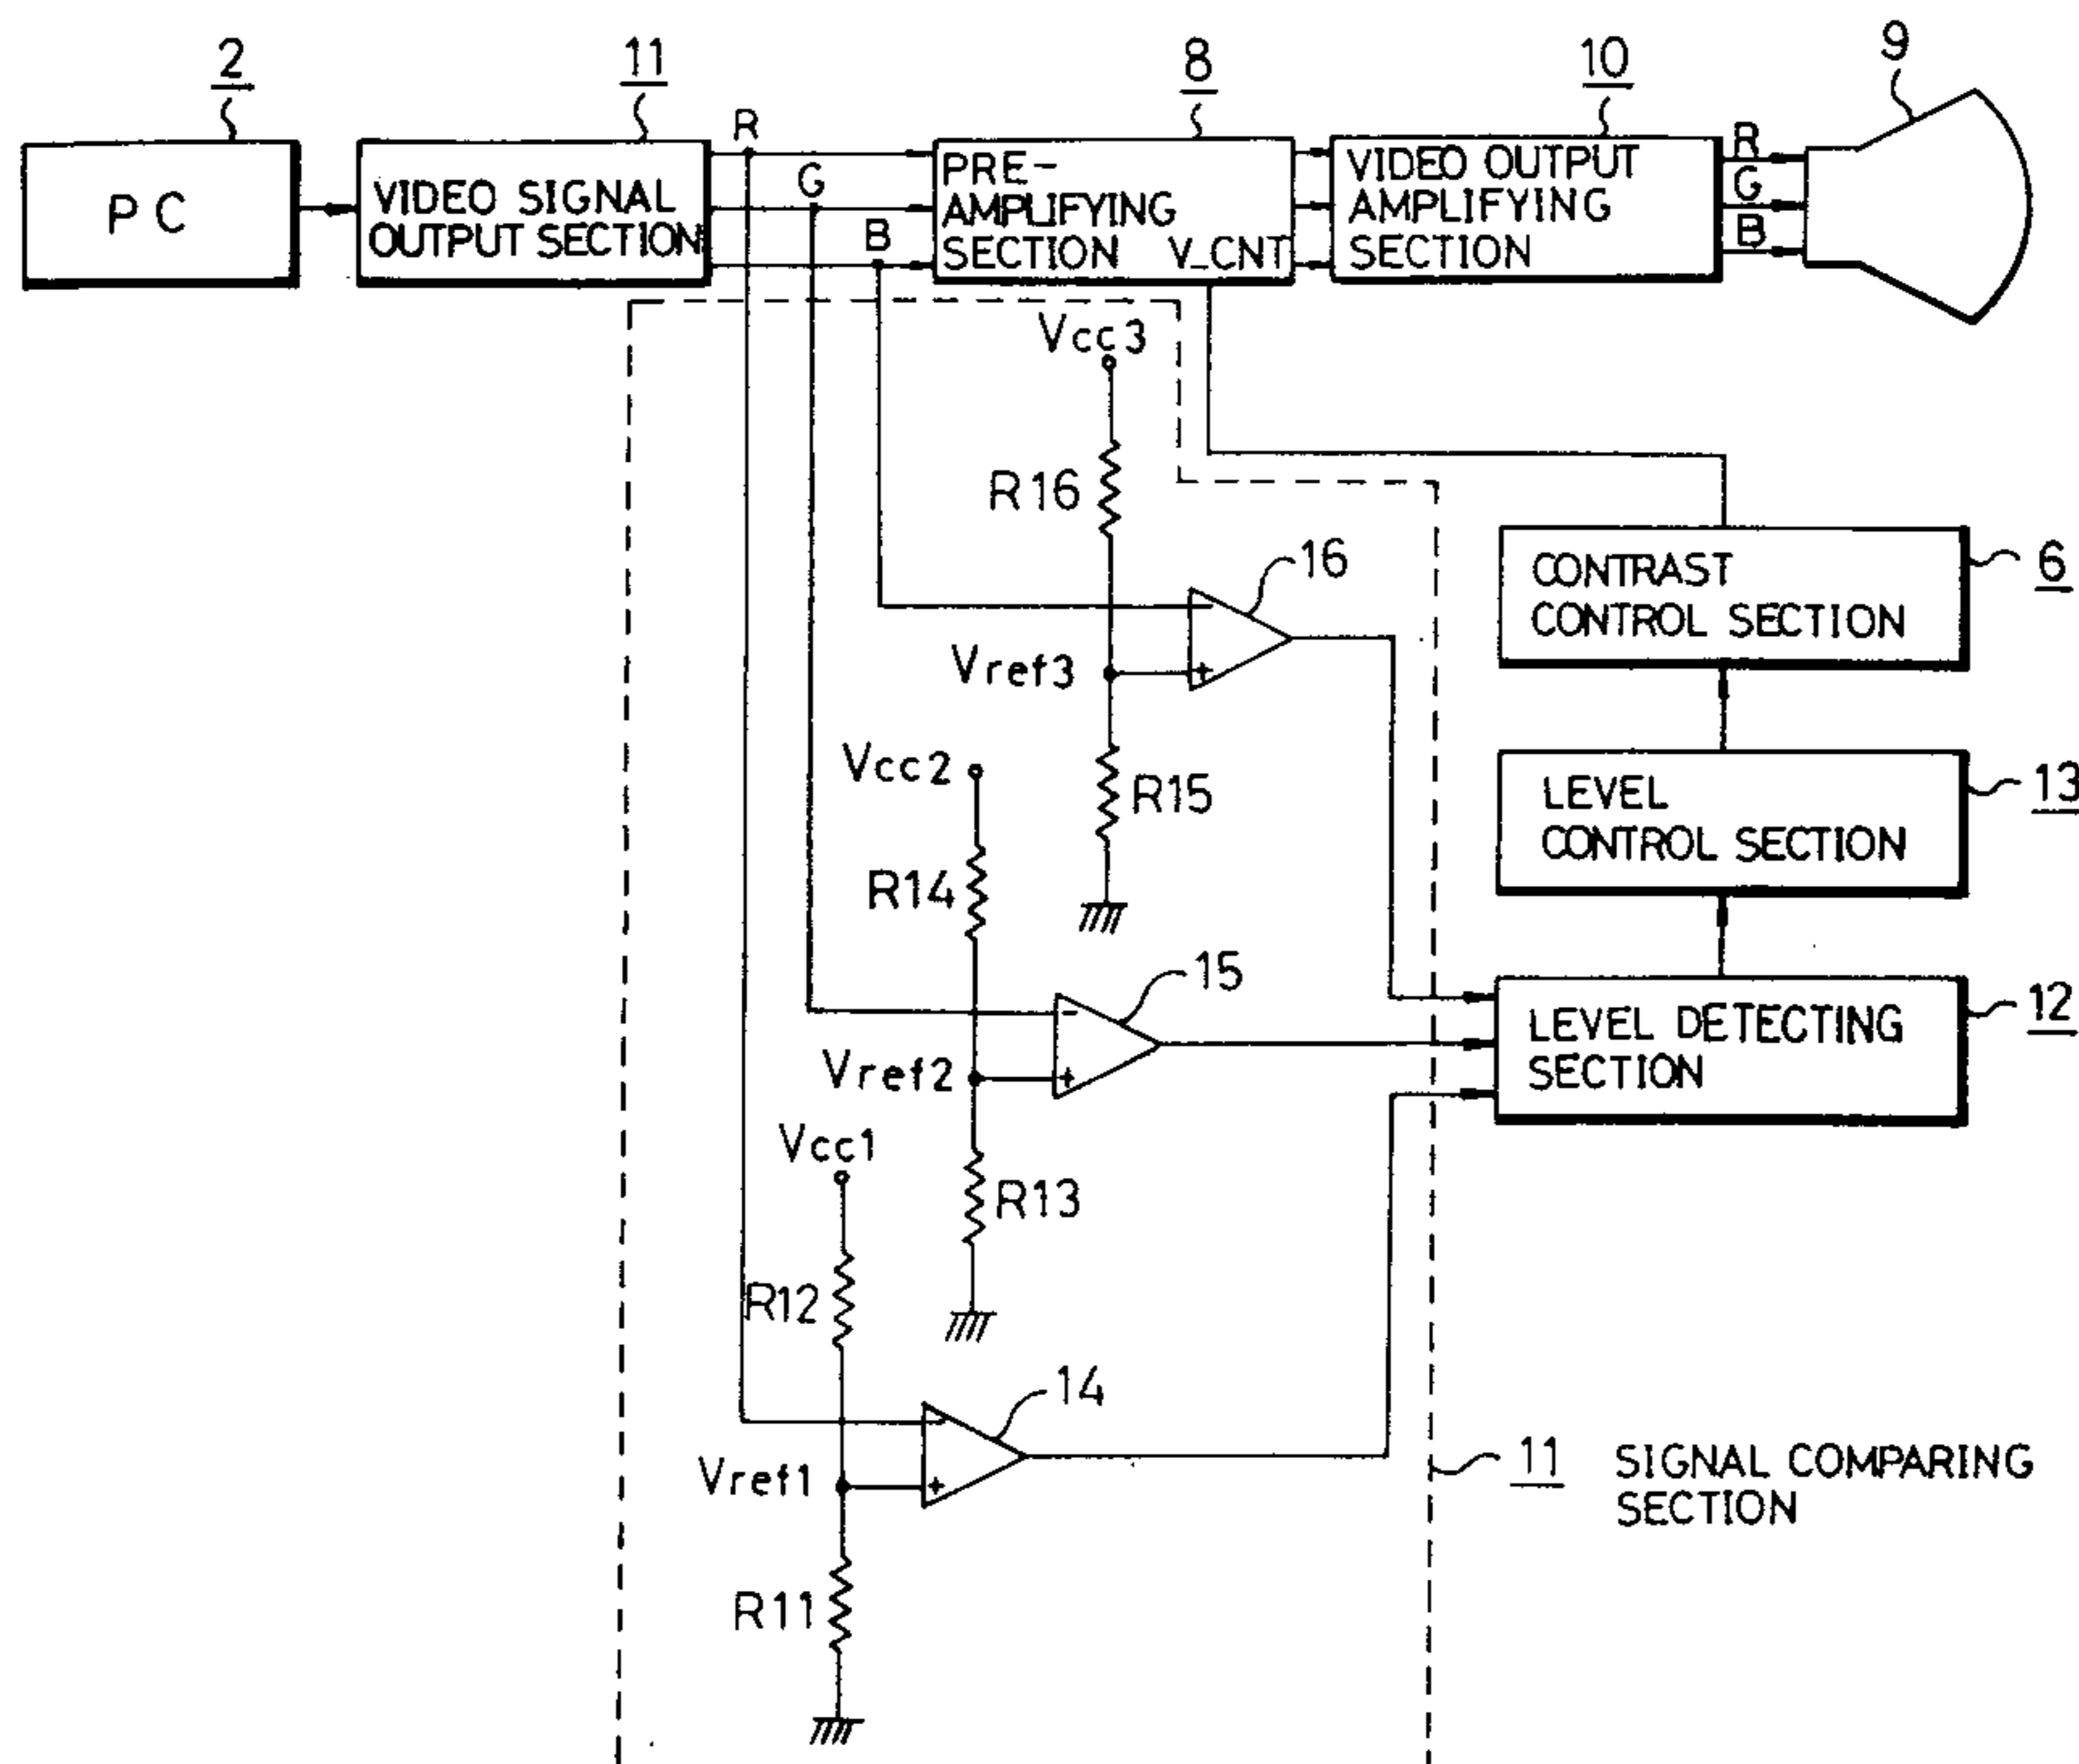 2
11
8
10
9
PC
VIDEO SIGNAL
OUTPUT SECTION
R
G
B
PRE-
AMPLIFYING
SECTION V_CNT
VIDEO OUTPUT
AMPLIFYING
SECTION
R
G
B
Vcc3
R16
16
-
+
Vref3
R15
CONTRAST
CONTROL SECTION
6
Vcc2
R14
15
-
+
Vref2
R13
LEVEL
CONTROL SECTION
13
LEVEL DETECTING
SECTION
12
Vcc1
R12
14
-
+
Vref1
R11
11 SIGNAL COMPARING
SECTION